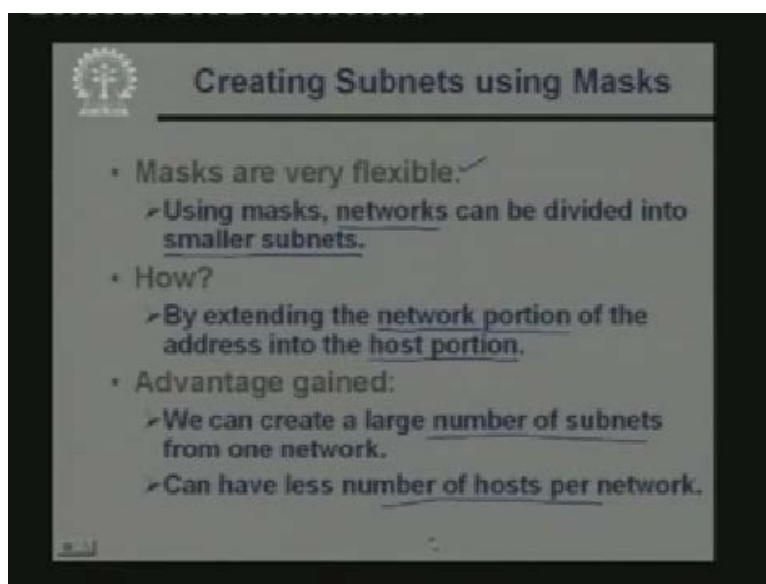 Creating Subnets using Masks
• Masks are very flexible:
➢Using masks, networks can be divided into
smaller subnets.
• How?
➢By extending the network portion of the
address into the host portion.
• Advantage gained:
➢We can create a large number of subnets
from one network.
➢Can have less number of hosts per network.